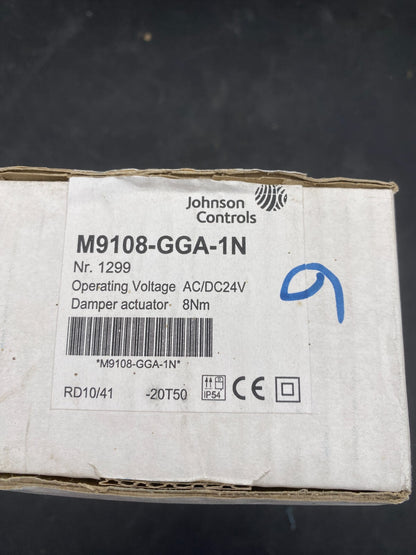 Johnson
Controls
M9108-GGA-1N
Nr. 1299
Operating Voltage AC/DC24V
Damper actuator 8Nm
*M9108-GGA-1N*
RD10/41 -20T50 IP54 CE
9